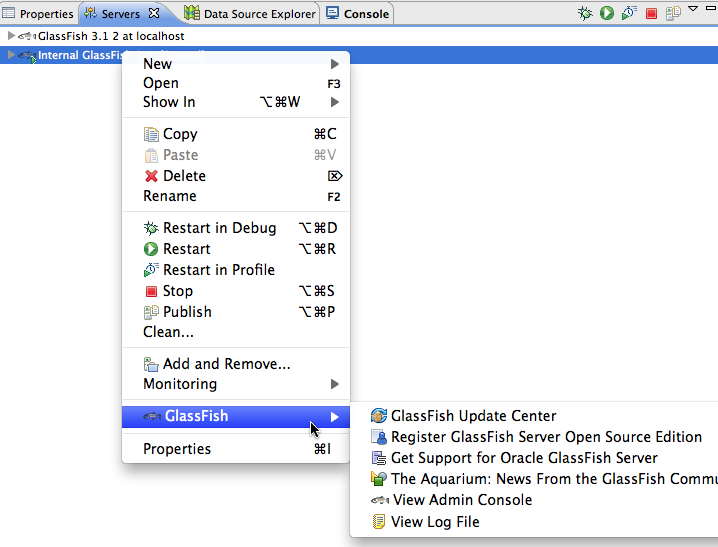 Properties Servers Data Source Explorer Console
GlassFish 3.1 2 at localhost
Internal
New
Open F3
Show In ⌥⌘W
Copy ⌘C
Paste ⌘V
Delete ⌦
Rename F2
Restart in Debug ⌥⌘D
Restart ⌥⌘R
Restart in Profile
Stop ⌥⌘S
Publish ⌥⌘P
Clean...
Add and Remove...
Monitoring
GlassFish
Properties ⌘I
GlassFish Update Center
Register GlassFish Server Open Source Edition
Get Support for Oracle GlassFish Server
The Aquarium: News From the GlassFish Commu
View Admin Console
View Log File